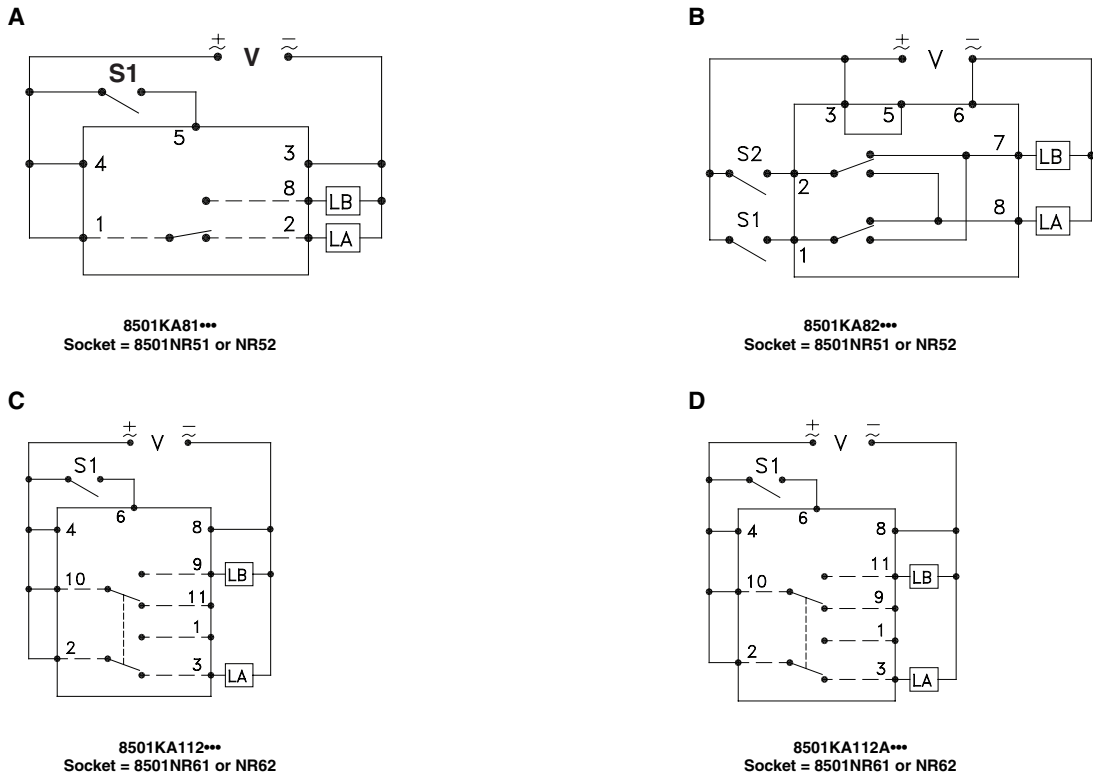 A
+
~
V
−
~
S1
5
4
3
8
LB
1
2
LA
8501KA81•••
Socket = 8501NR51 or NR52
B
+
~
V
−
~
3
5
6
7
LB
S2
2
8
LA
S1
1
8501KA82•••
Socket = 8501NR51 or NR52
C
+
~
V
−
~
S1
6
4
8
9
LB
10
11
1
2
3
LA
8501KA112•••
Socket = 8501NR61 or NR62
D
+
~
V
−
~
S1
6
4
8
11
LB
10
9
1
2
3
LA
8501KA112A•••
Socket = 8501NR61 or NR62